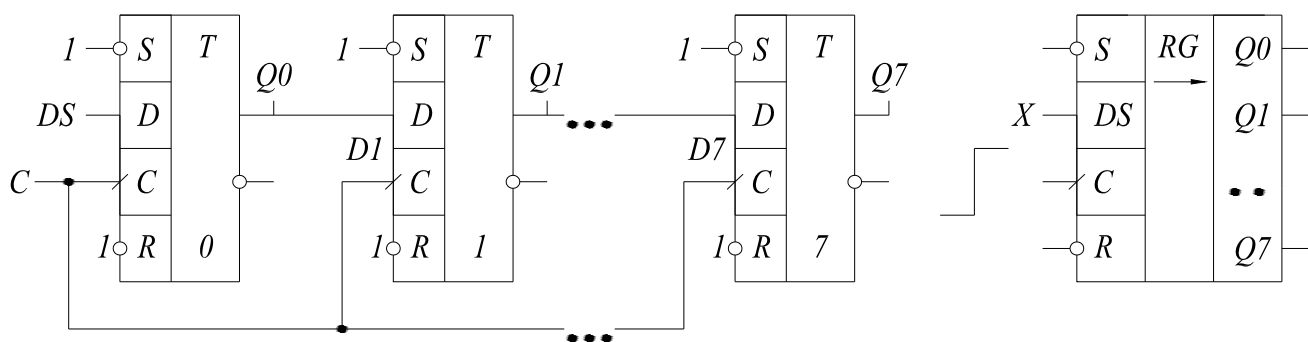 1 S T 1 S T 1 S T S RG Q0
Q0 Q1 Q7
DS D D D X DS Q1
D1 D7
C C C C C
1 R 0 1 R 1 1 R 7 R Q7